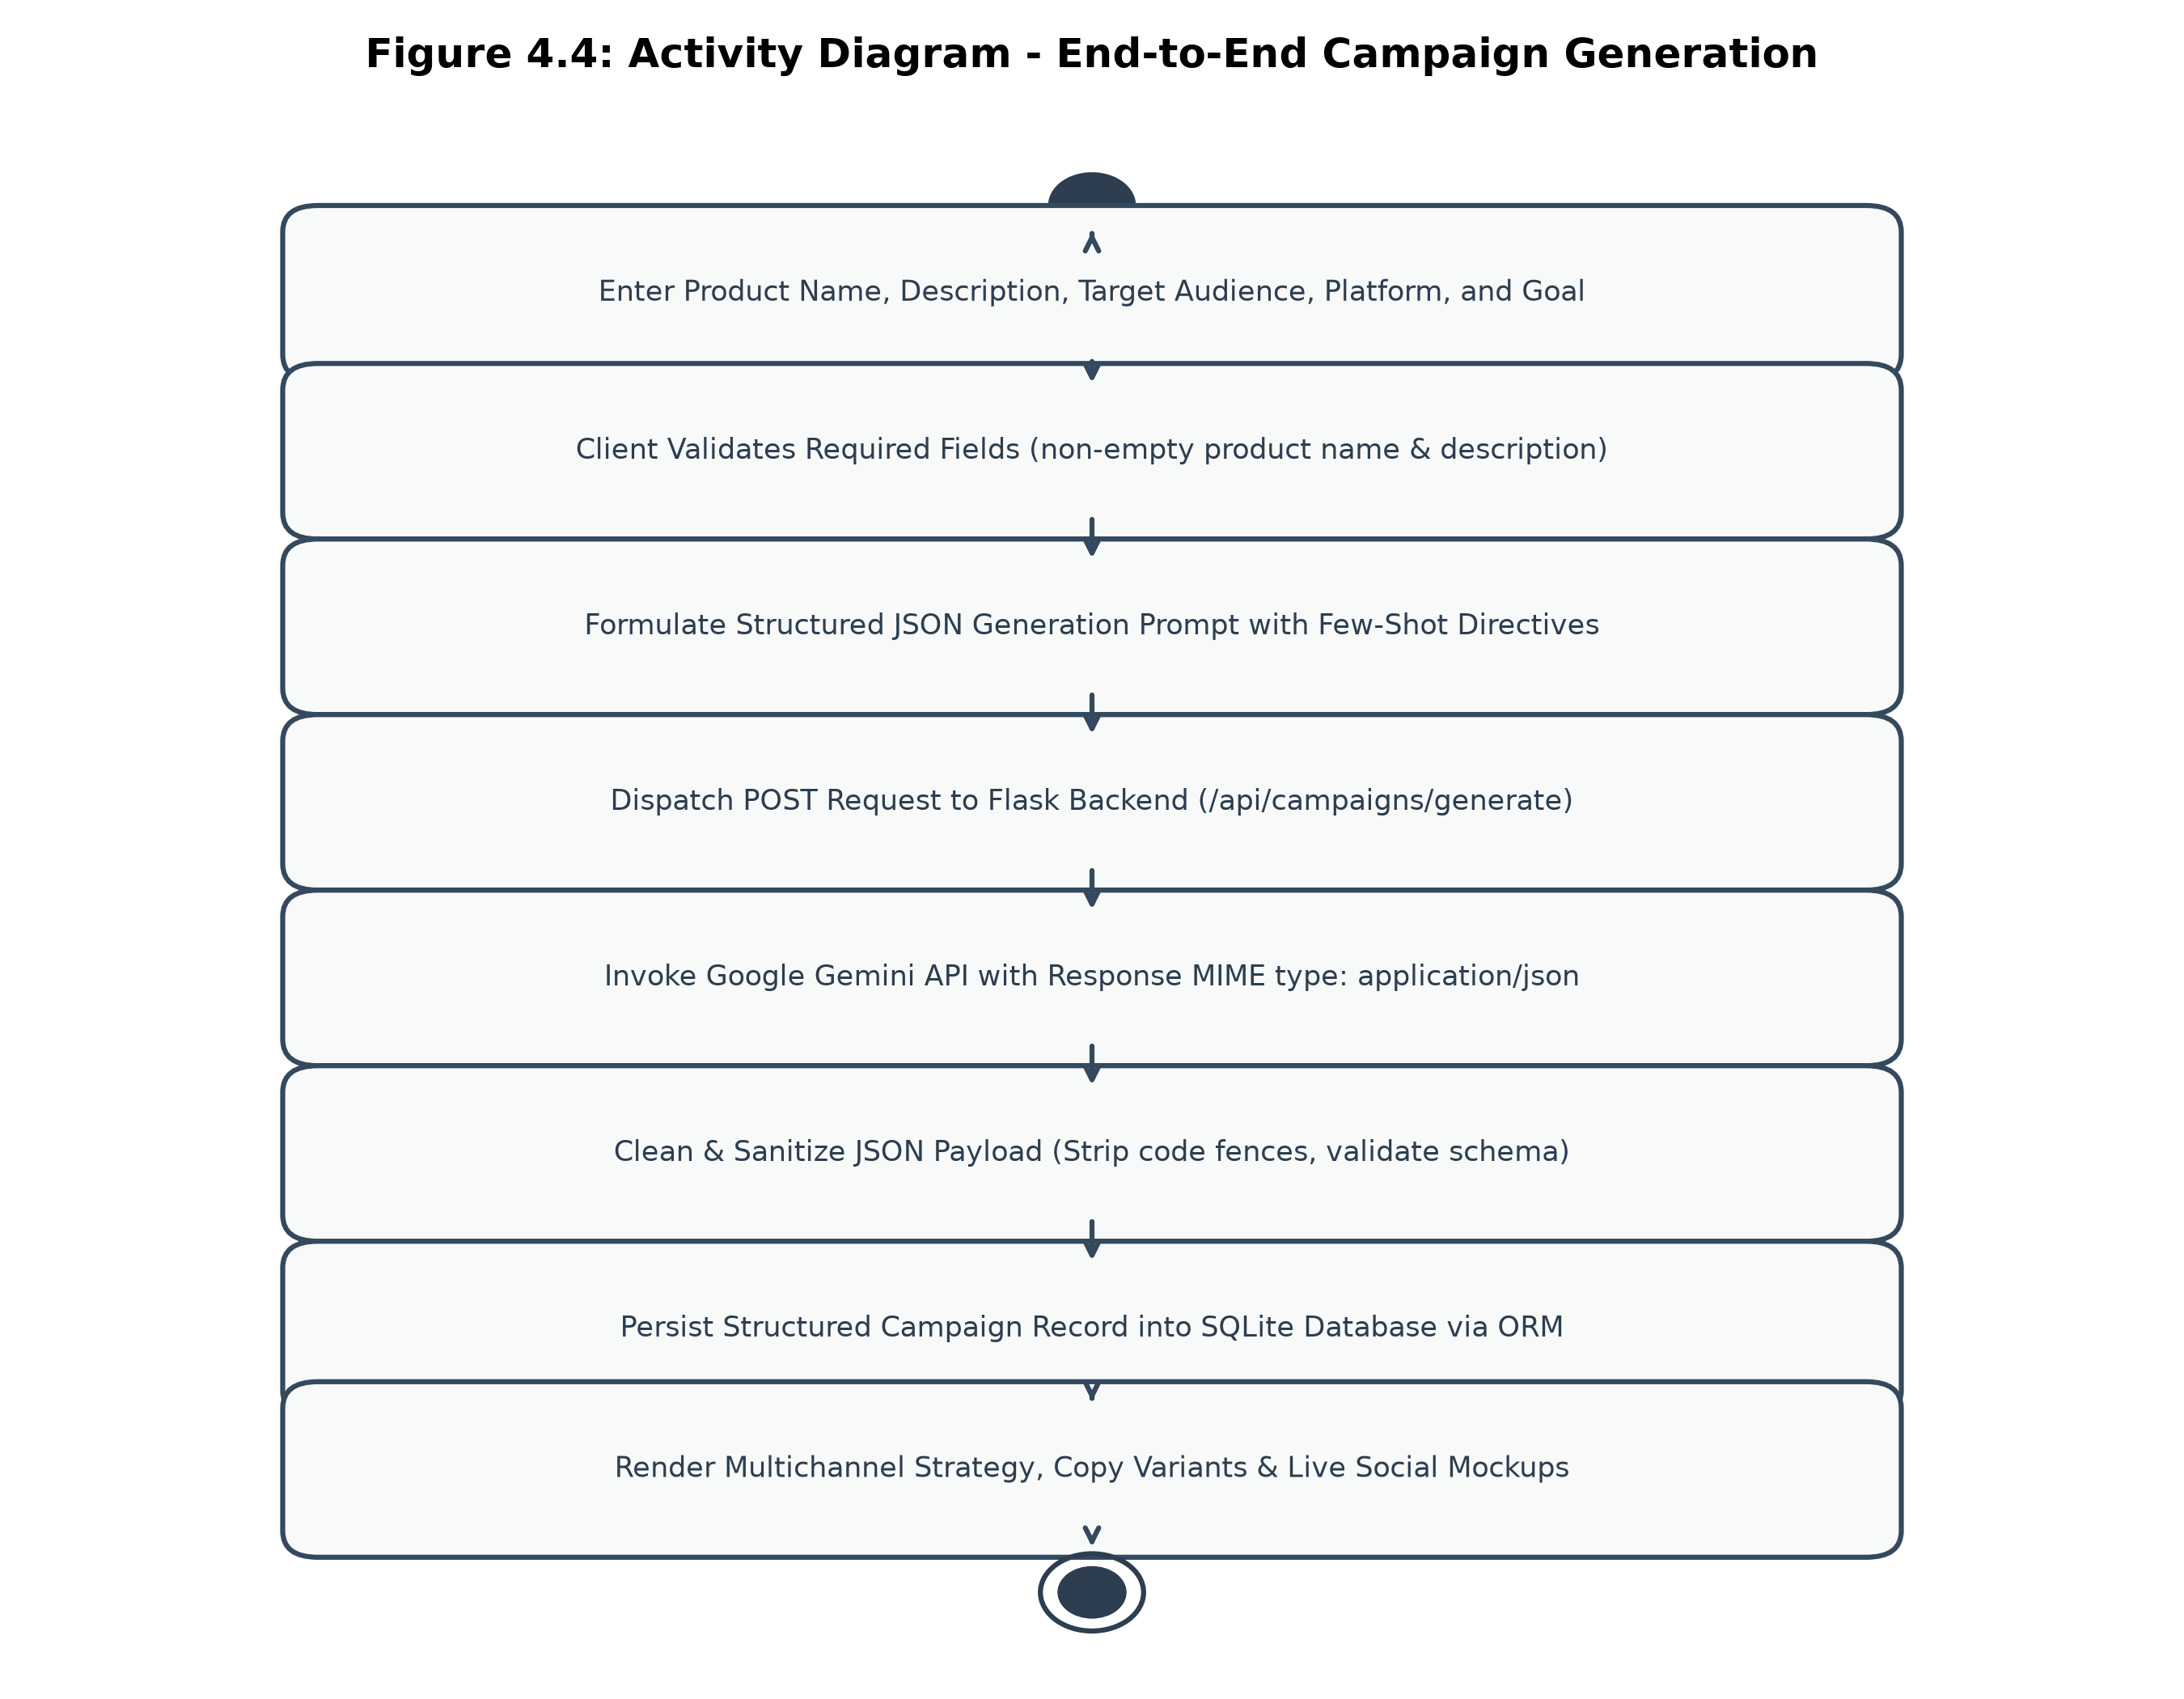 Figure 4.4: Activity Diagram - End-to-End Campaign Generation
Enter Product Name, Description, Target Audience, Platform, and Goal
Client Validates Required Fields (non-empty product name & description)
Formulate Structured JSON Generation Prompt with Few-Shot Directives
Dispatch POST Request to Flask Backend (/api/campaigns/generate)
Invoke Google Gemini API with Response MIME type: application/json
Clean & Sanitize JSON Payload (Strip code fences, validate schema)
Persist Structured Campaign Record into SQLite Database via ORM
Render Multichannel Strategy, Copy Variants & Live Social Mockups